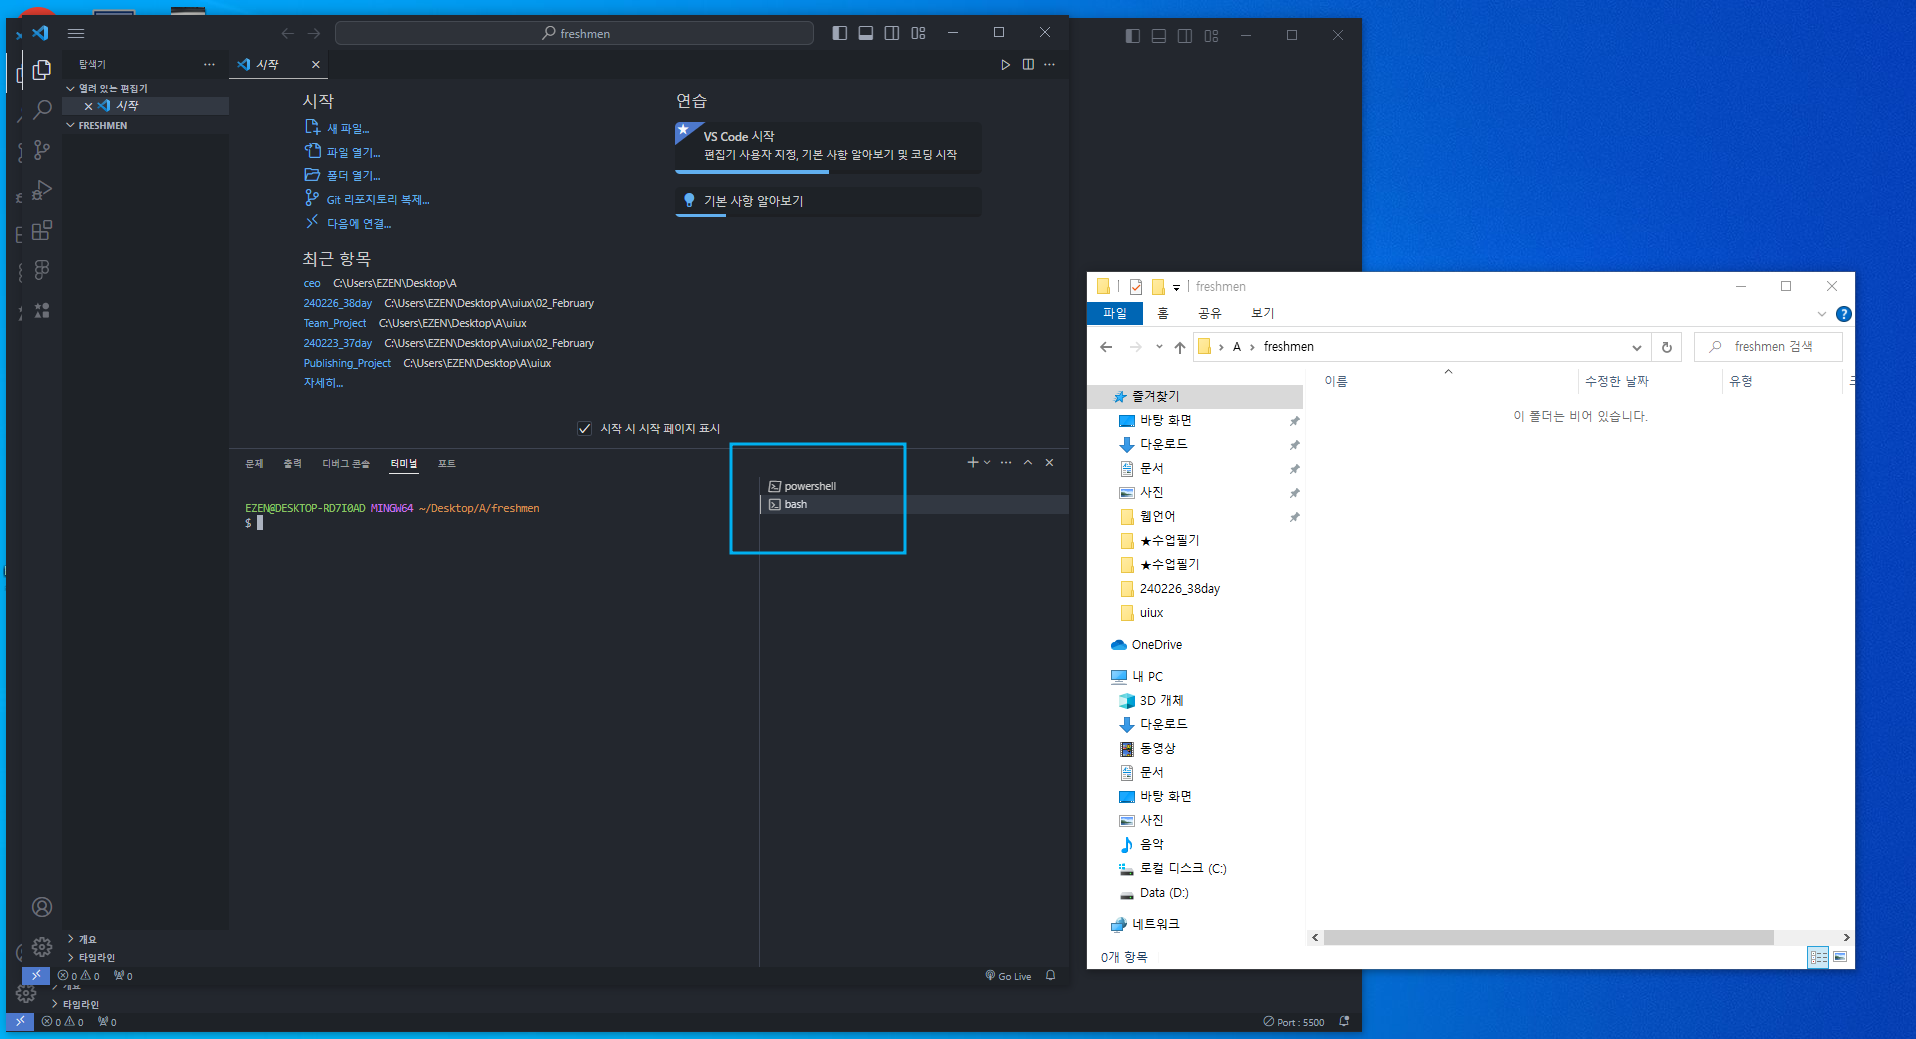 freshmen
탐색기
시작
열려 있는 편집기
시작
FRESHMEN
시작
새 파일...
파일 열기...
폴더 열기...
Git 리포지토리 복제...
다음에 연결...
연습
VS Code 시작
편집기 사용자 지정, 기본 사항 알아보기 및 코딩 시작
기본 사항 알아보기
최근 항목
ceo C:\Users\EZEN\Desktop\A
240226_38day C:\Users\EZEN\Desktop\A\uiux\02_February
Team_Project C:\Users\EZEN\Desktop\A\uiux
240223_37day C:\Users\EZEN\Desktop\A\uiux\02_February
Publishing_Project C:\Users\EZEN\Desktop\A\uiux
자세히...
시작 시 시작 페이지 표시
문제 출력 디버그 콘솔 터미널 포트
powershell
bash
EZEN@DESKTOP-RD7I0AD MINGW64 ~/Desktop/A/freshmen
$
개요
타임라인
0 0 0
Go Live
개요
타임라인
0 0 0
Port : 5500
freshmen
파일 홈 공유 보기
A > freshmen
freshmen 검색
이름 수정한 날짜 유형
이 폴더는 비어 있습니다.
즐겨찾기
바탕 화면
다운로드
문서
사진
웹언어
★수업필기
★수업필기
240226_38day
uiux
OneDrive
내 PC
3D 개체
다운로드
동영상
문서
바탕 화면
사진
음악
로컬 디스크 (C:)
Data (D:)
네트워크
0개 항목